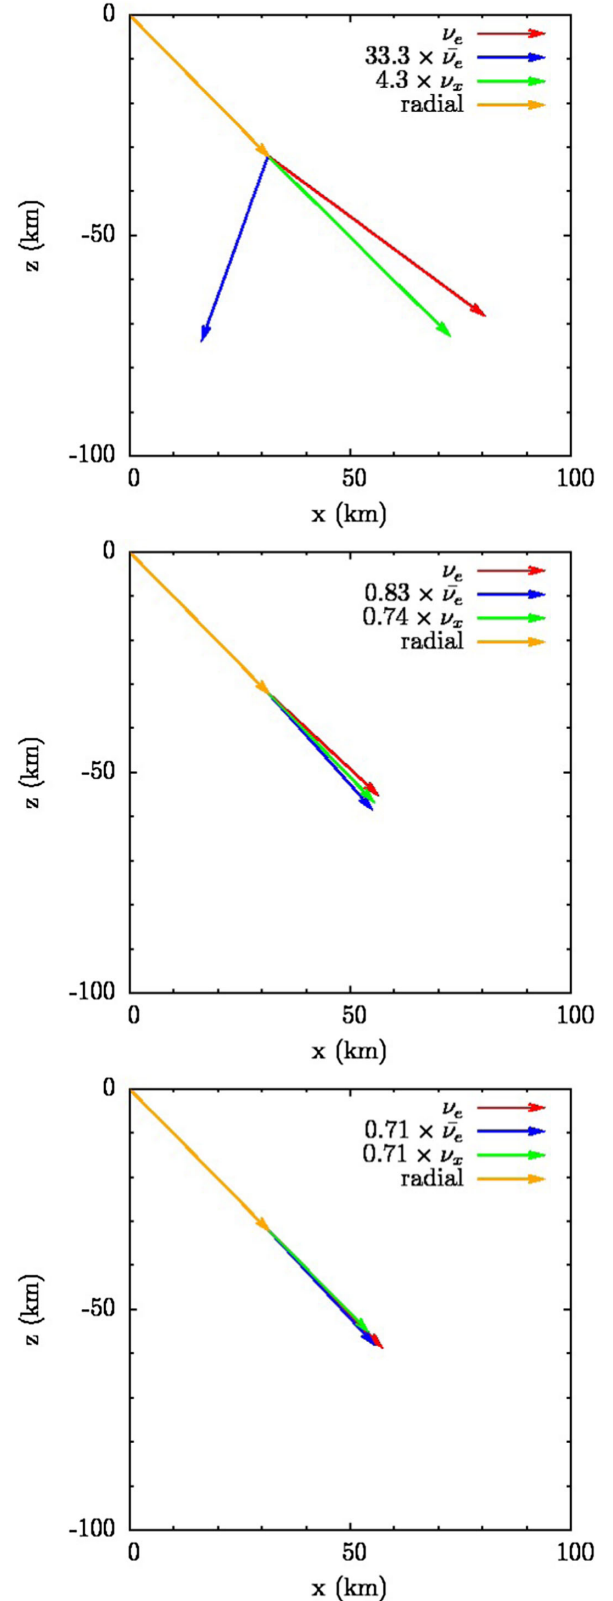 0
ν_e
33.3 × ν̄_e
4.3 × ν_x
radial
-50
z (km)
-100
0 50 100
x (km)
0
ν_e
0.83 × ν̄_e
0.74 × ν_x
radial
-50
z (km)
-100
0 50 100
x (km)
0
ν_e
0.71 × ν̄_e
0.71 × ν_x
radial
-50
z (km)
-100
0 50 100
x (km)